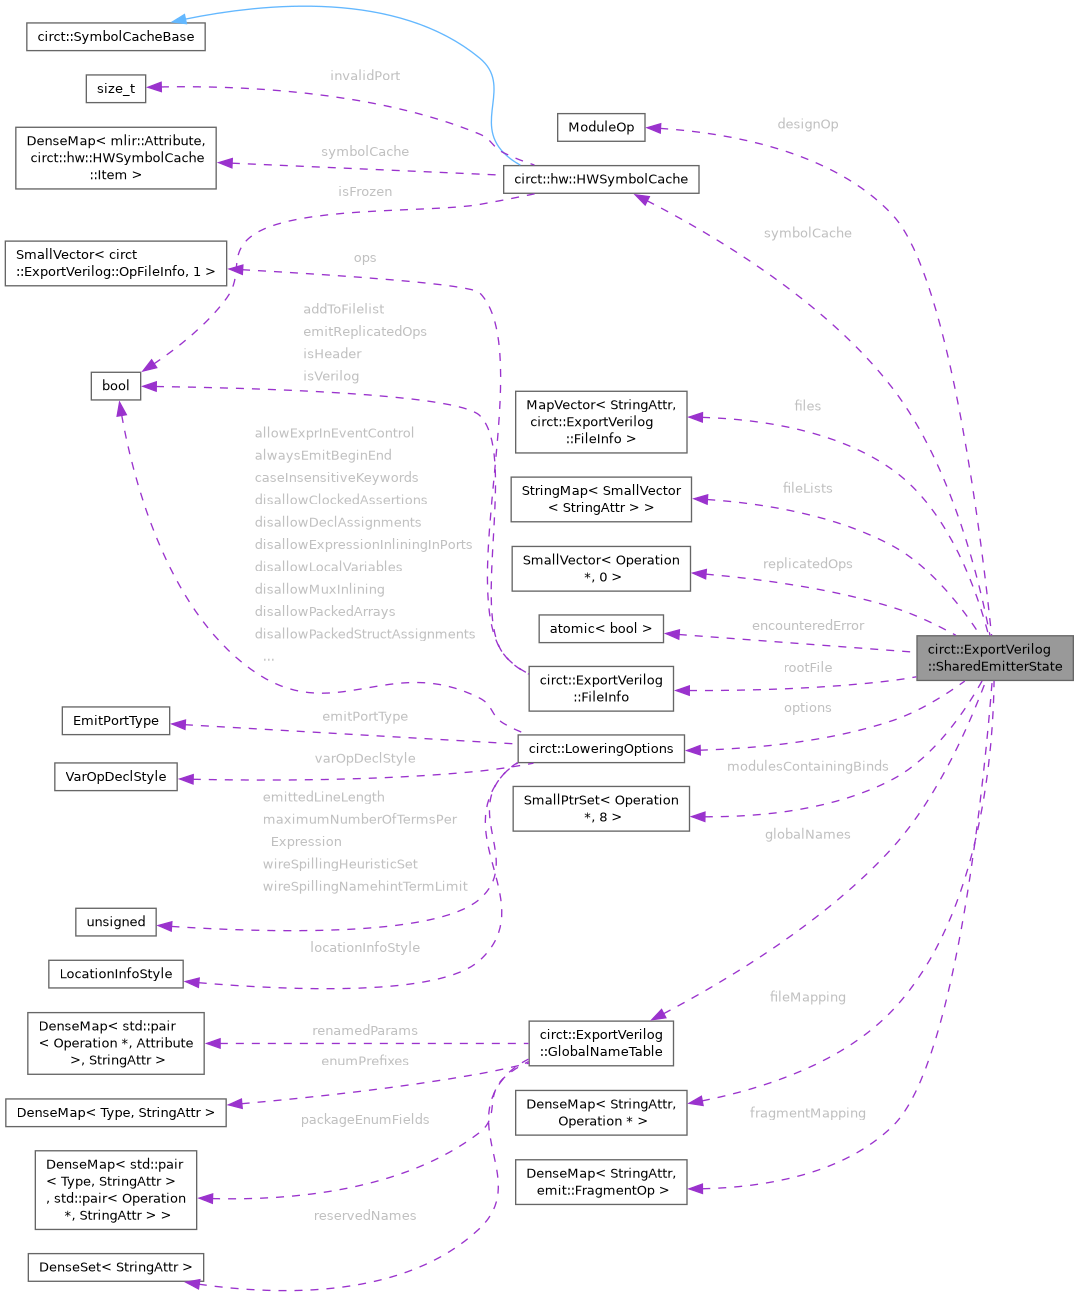 circt::SymbolCacheBase
invalidPort
size_t
ModuleOp
designOp
DenseMap< mlir::Attribute,
circt::hw::HWSymbolCache
::Item >
symbolCache
circt::hw::HWSymbolCache
isFrozen
symbolCache
SmallVector< circt
::ExportVerilog::OpFileInfo, 1 >
ops
addToFilelist
emitReplicatedOps
isHeader
isVerilog
bool
MapVector< StringAttr,
circt::ExportVerilog
::FileInfo >
files
allowExprInEventControl
alwaysEmitBeginEnd
caseInsensitiveKeywords
disallowClockedAssertions
disallowDeclAssignments
disallowExpressionInliningInPorts
disallowLocalVariables
disallowMuxInlining
disallowPackedArrays
disallowPackedStructAssignments
...
StringMap< SmallVector
< StringAttr > >
fileLists
SmallVector< Operation
*, 0 >
replicatedOps
atomic< bool >
encounteredError
circt::ExportVerilog
::SharedEmitterState
circt::ExportVerilog
::FileInfo
rootFile
options
EmitPortType
emitPortType
circt::LoweringOptions
VarOpDeclStyle
varOpDeclStyle
modulesContainingBinds
emittedLineLength
maximumNumberOfTermsPer
Expression
wireSpillingHeuristicSet
wireSpillingNamehintTermLimit
SmallPtrSet< Operation
*, 8 >
globalNames
unsigned
locationInfoStyle
LocationInfoStyle
fileMapping
DenseMap< std::pair
< Operation *, Attribute
>, StringAttr >
renamedParams
circt::ExportVerilog
::GlobalNameTable
enumPrefixes
DenseMap< Type, StringAttr >
packageEnumFields
DenseMap< StringAttr,
Operation * >
fragmentMapping
DenseMap< std::pair
< Type, StringAttr >
, std::pair< Operation
*, StringAttr > >
DenseMap< StringAttr,
emit::FragmentOp >
reservedNames
DenseSet< StringAttr >